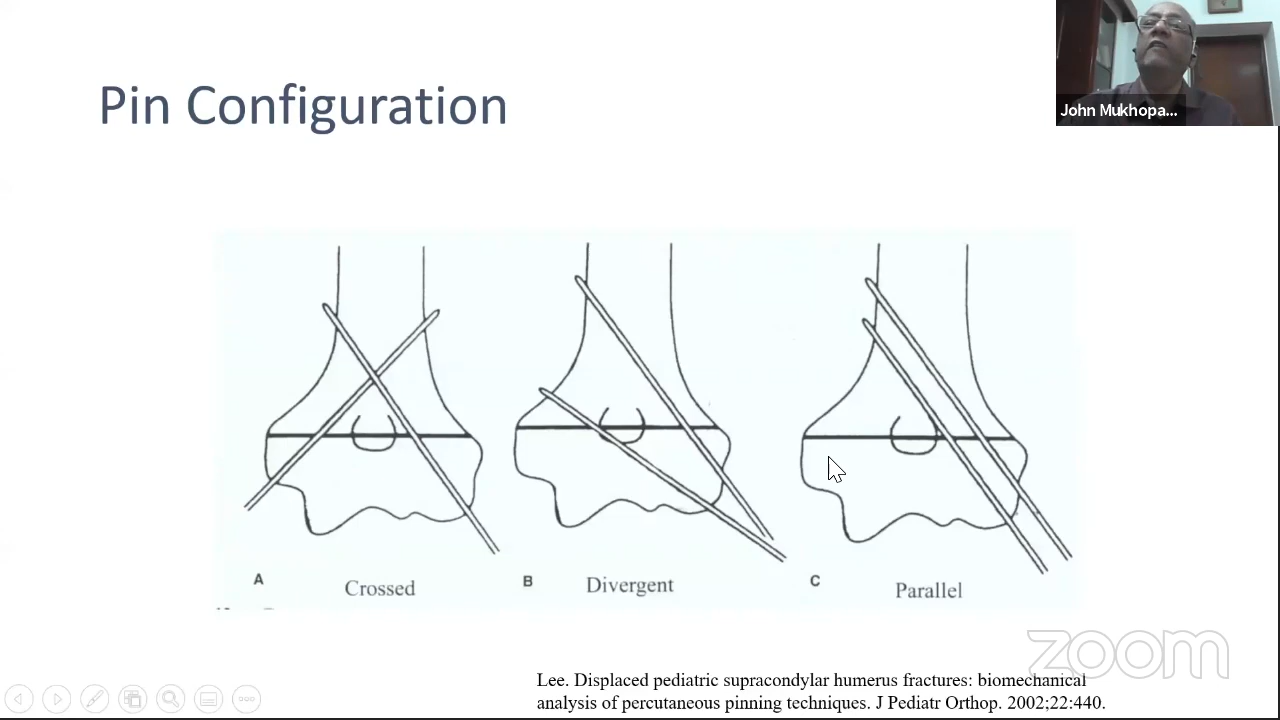 Pin Configuration
John Mukhopa...
A
Crossed
B
Divergent
C
Parallel
zoom
Lee. Displaced pediatric supracondylar humerus fractures: biomechanical
analysis of percutaneous pinning techniques. J Pediatr Orthop. 2002;22:440.